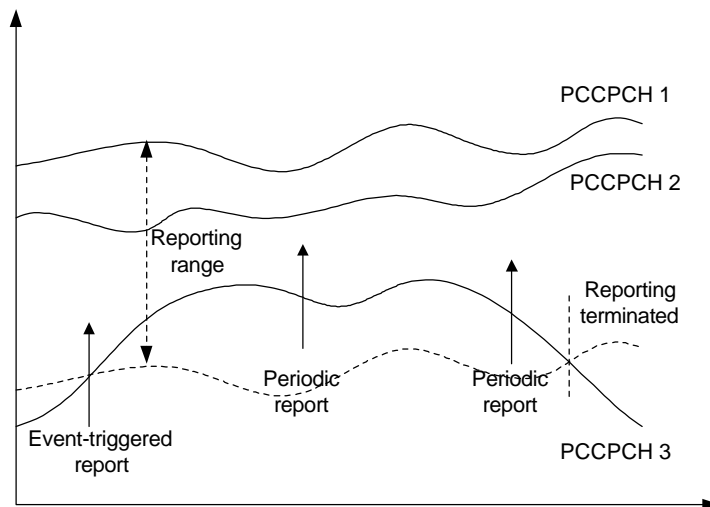 PCCPCH 1
PCCPCH 2
Reporting
range
Reporting
terminated
Periodic
report
Periodic
report
Event-triggered
report
PCCPCH 3